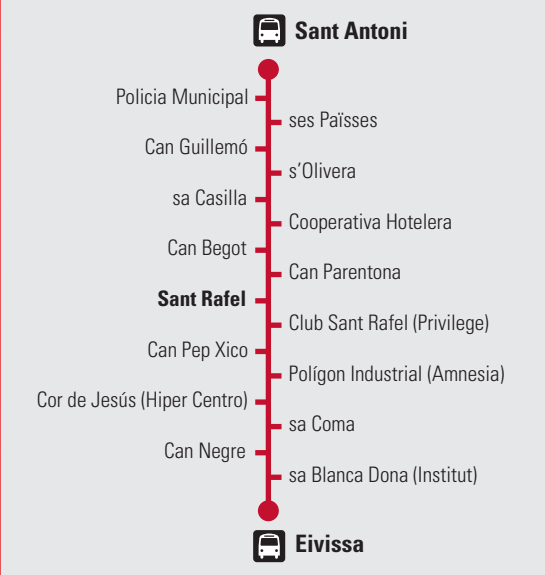 Sant Antoni
Policia Municipal
ses Païsses
Can Guillemó
s'Olivera
sa Casilla
Cooperativa Hotelera
Can Begot
Can Parentona
Sant Rafel
Club Sant Rafel (Privilege)
Can Pep Xico
Polígon Industrial (Amnesia)
Cor de Jesús (Hiper Centro)
sa Coma
Can Negre
sa Blanca Dona (Institut)
Eivissa